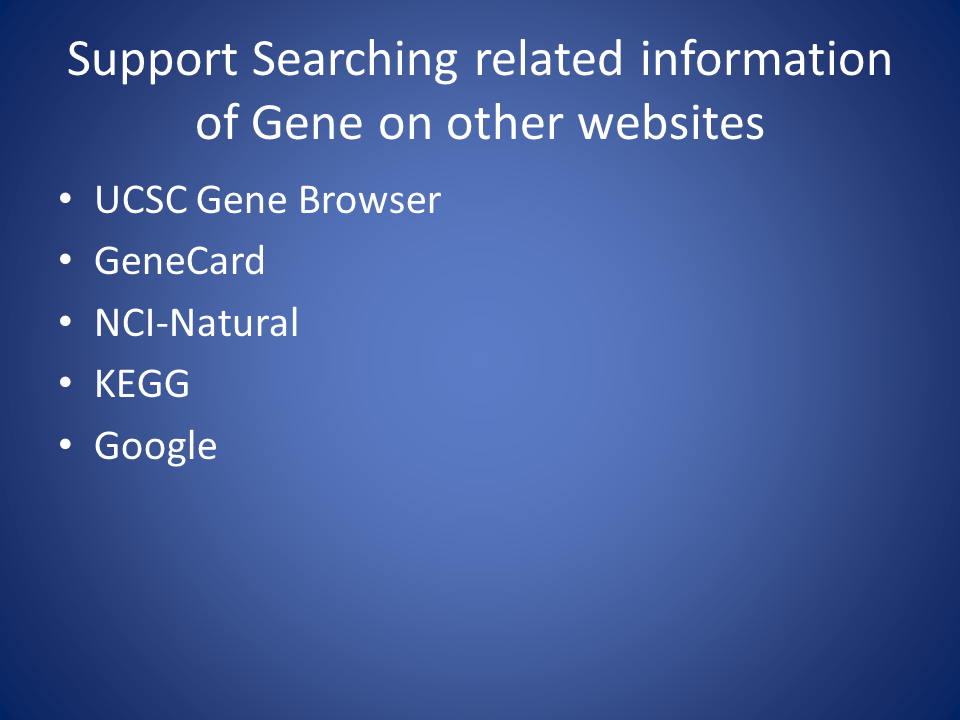 Support Searching related information
of Gene on other websites
• UCSC Gene Browser
• GeneCard
• NCI-Natural
• KEGG
• Google